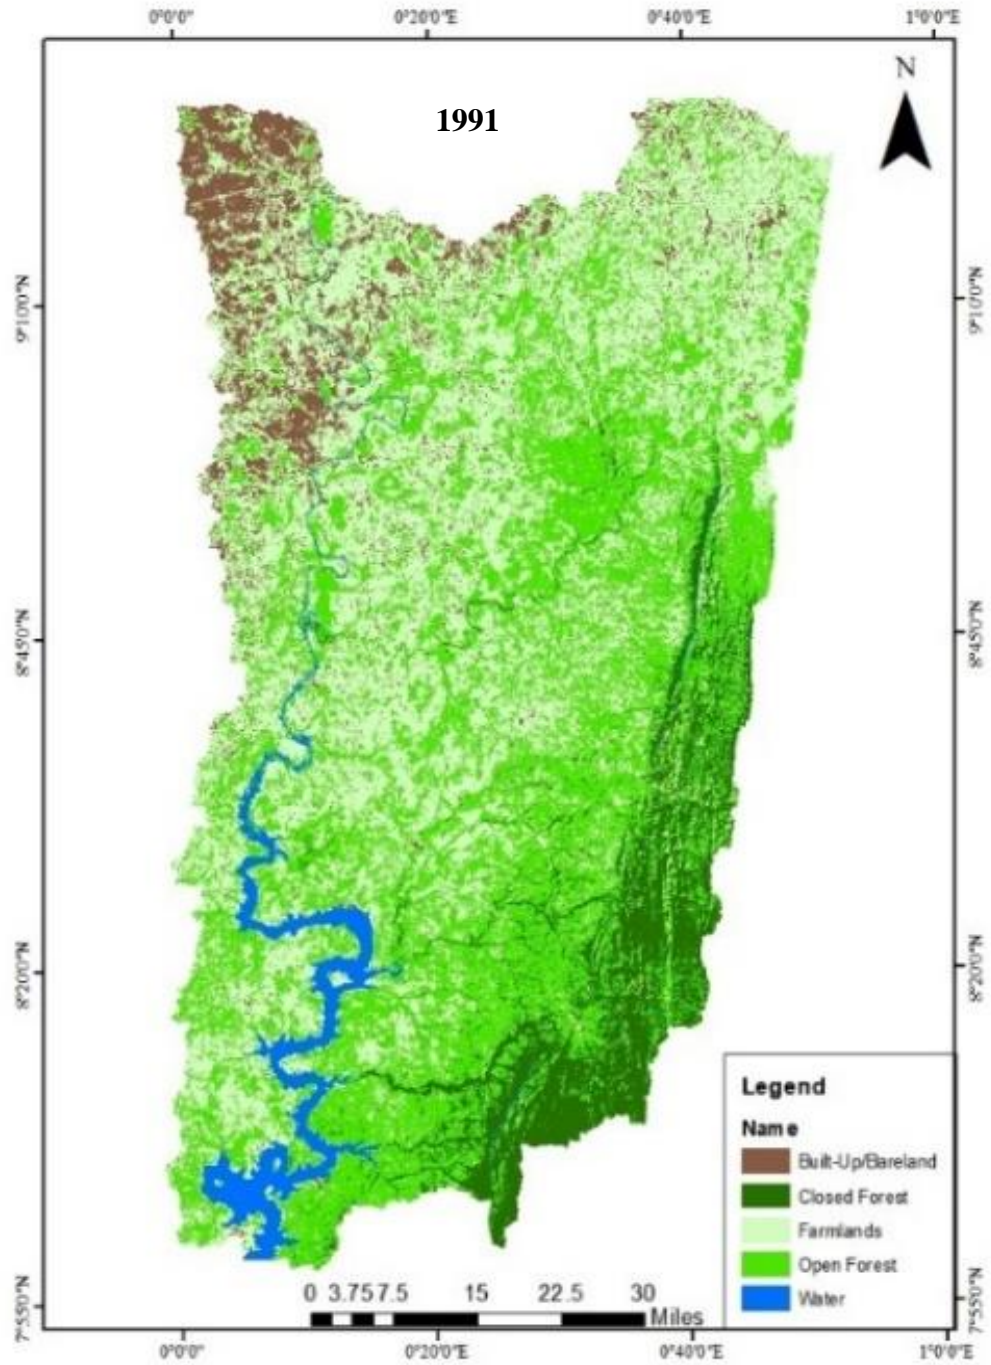 0°0'0" 0°20'0"E 0°40'0"E 1°0'0"E
N
1991
9°10'0"N 9°10'0"N
8°45'0"N 8°45'0"N
8°20'0"N 8°20'0"N
Legend
Name
Built-Up/Bareland
Closed Forest
Farmlands
Open Forest
Water
0 3.75 7.5 15 22.5 30
Miles
7°55'0"N 7°55'0"N
0°0'0" 0°20'0"E 0°40'0"E 1°0'0"E